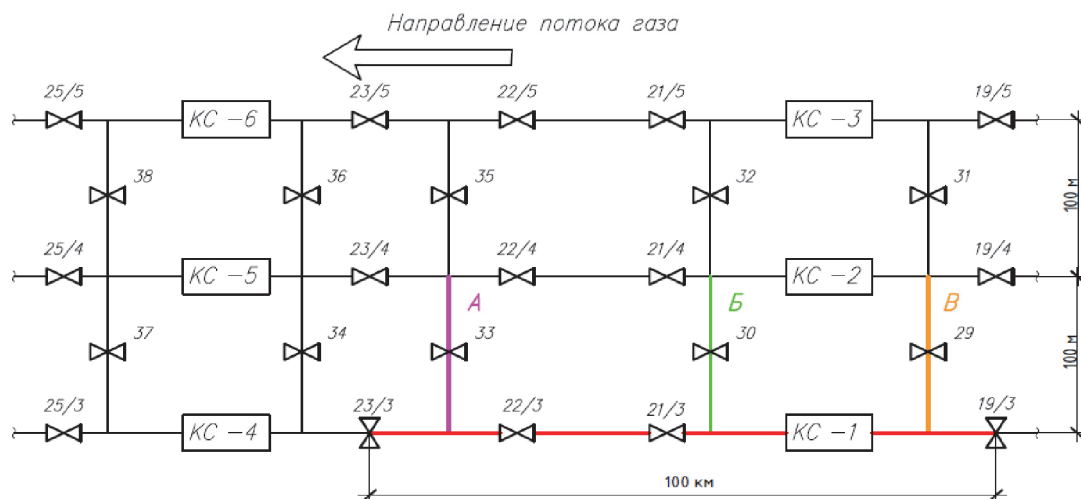 Направление потока газа
25/5 КС -6 23/5 22/5 21/5 КС -3 19/5
38 36 35 32 31
100 м
25/4 КС -5 23/4 22/4 21/4 КС -2 19/4
А Б В
37 34 33 30 29
100 м
25/3 КС -4 23/3 22/3 21/3 КС -1 19/3
100 км